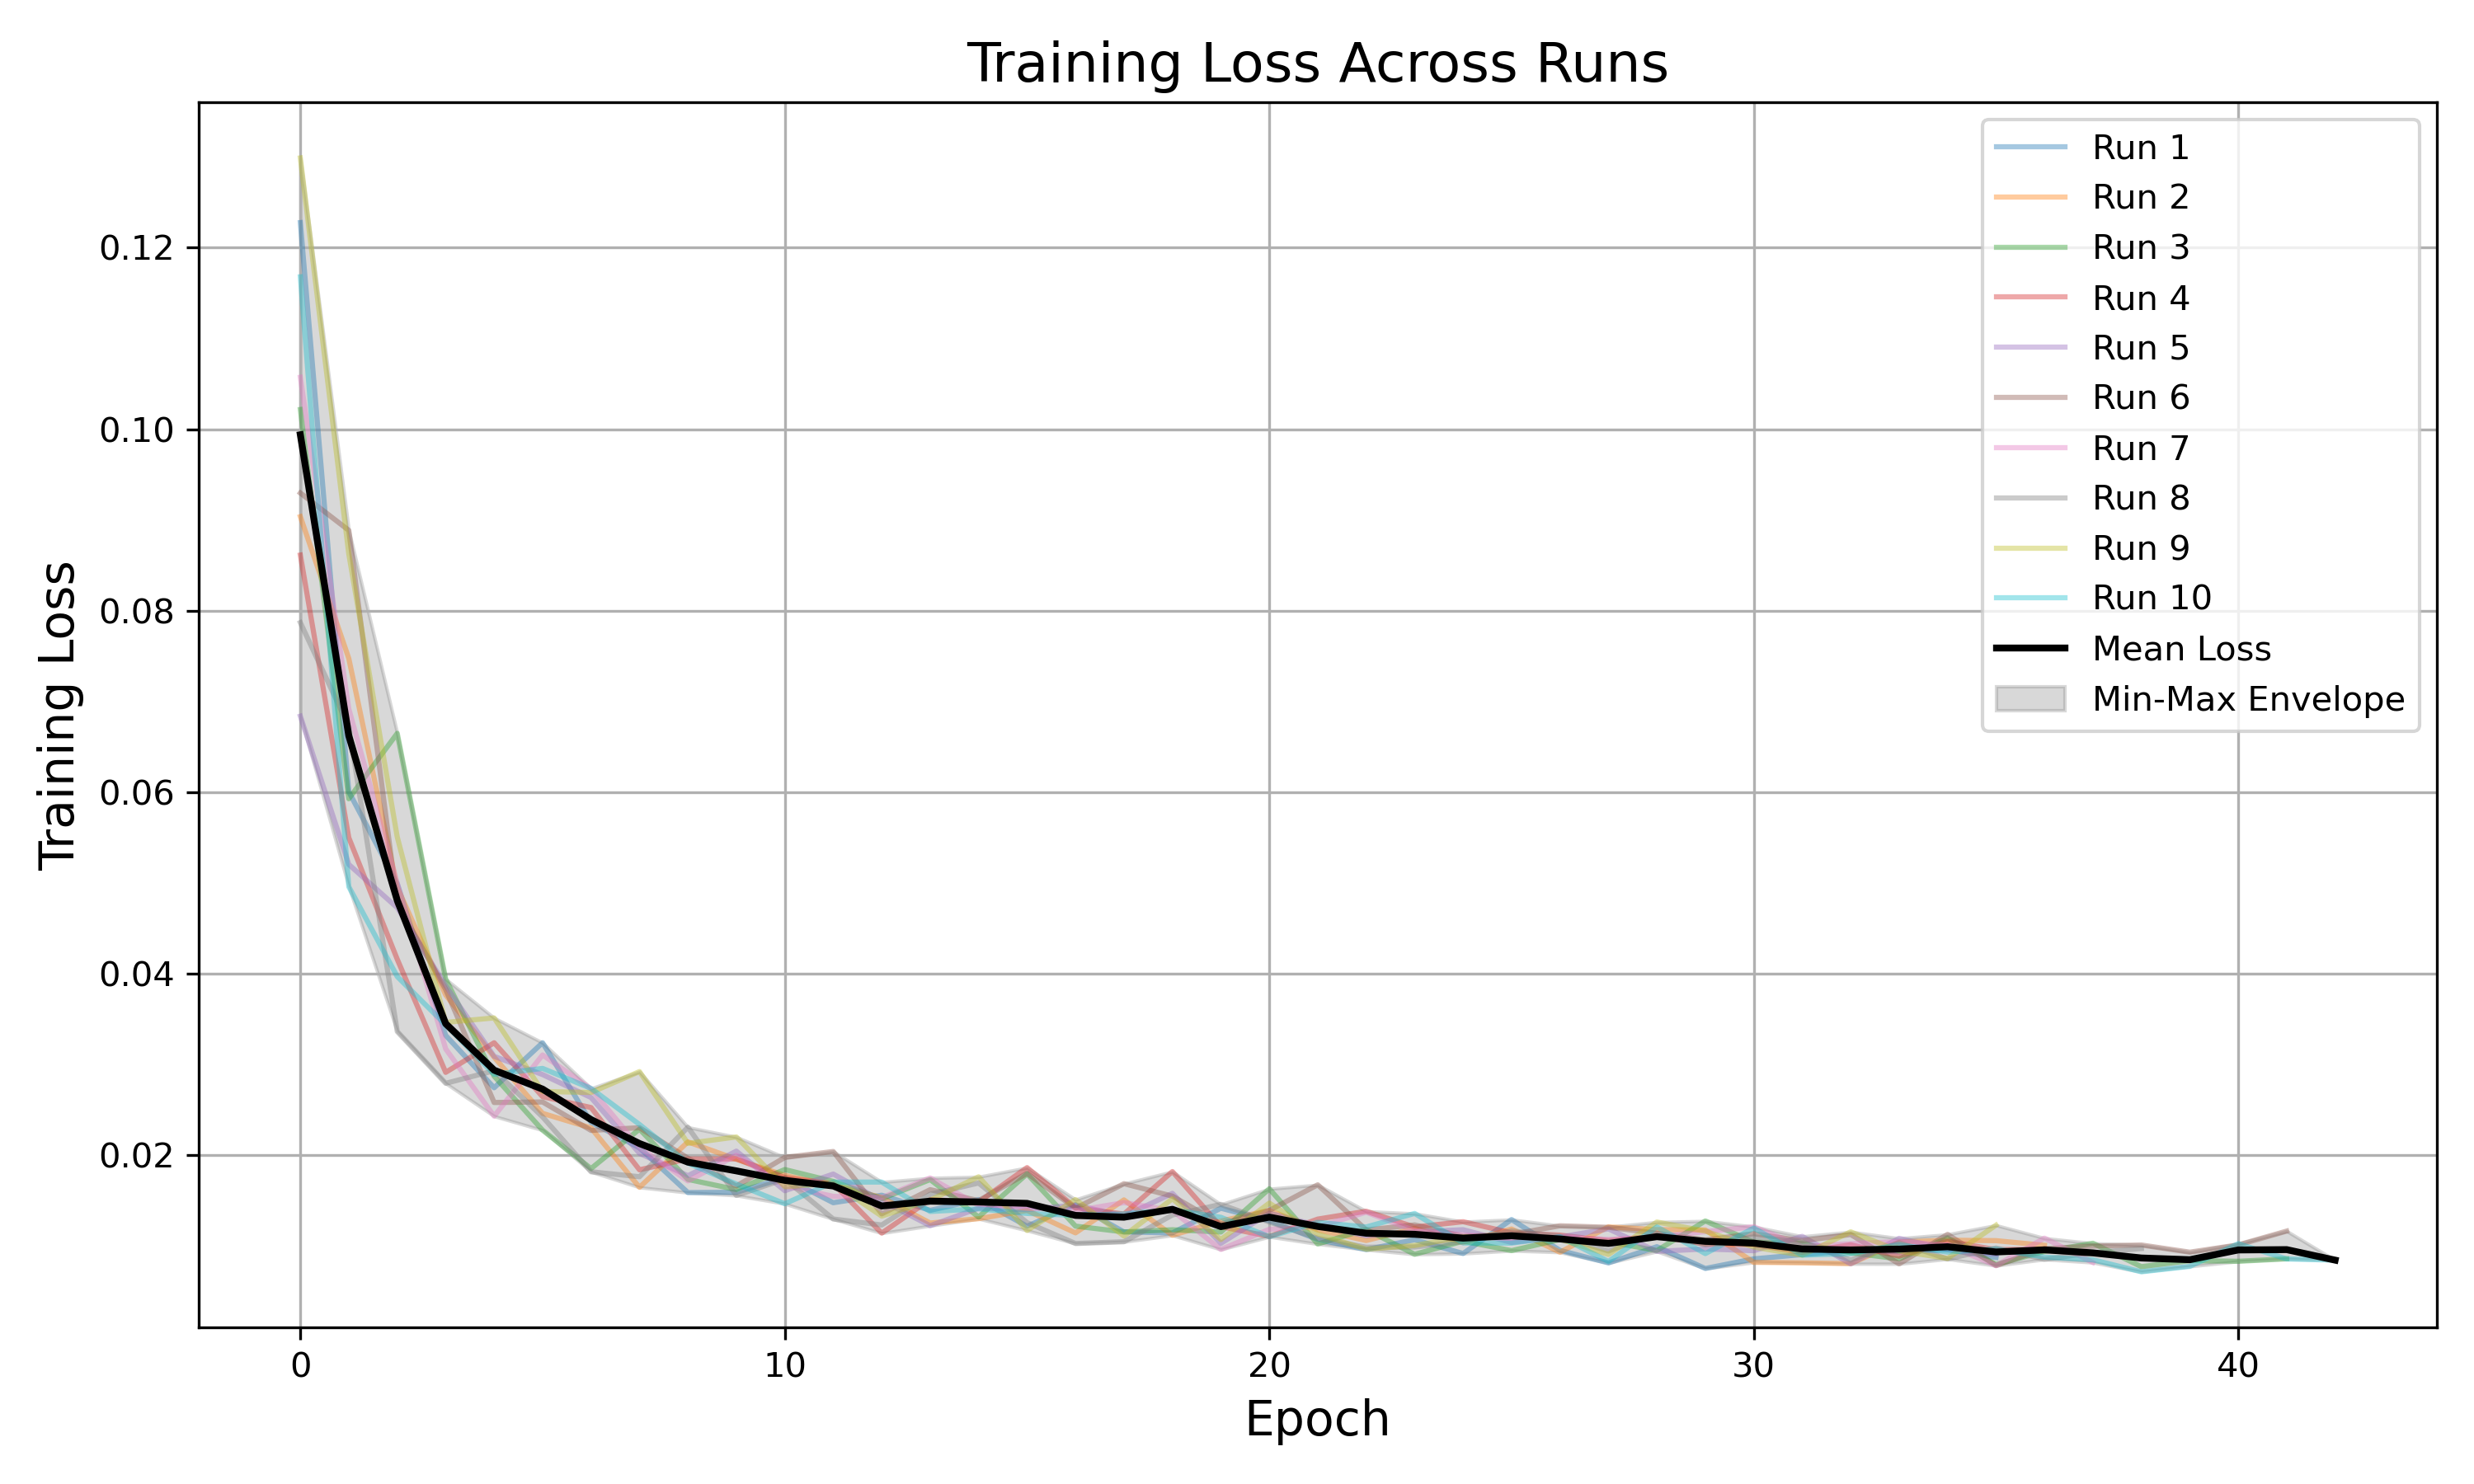 Training Loss Across Runs
Training Loss
0.12
0.10
0.08
0.06
0.04
0.02
0 10 20 30 40
Epoch
Run 1
Run 2
Run 3
Run 4
Run 5
Run 6
Run 7
Run 8
Run 9
Run 10
Mean Loss
Min-Max Envelope